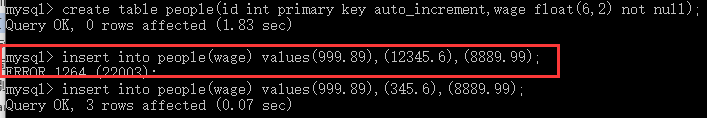 mysql> create table people(id int primary key auto_increment,wage float(6,2) not null);
Query OK, 0 rows affected (1.83 sec)
mysql> insert into people(wage) values(999.89),(12345.6),(8889.99);
ERROR 1264 (22003):
mysql> insert into people(wage) values(999.89),(345.6),(8889.99);
Query OK, 3 rows affected (0.07 sec)